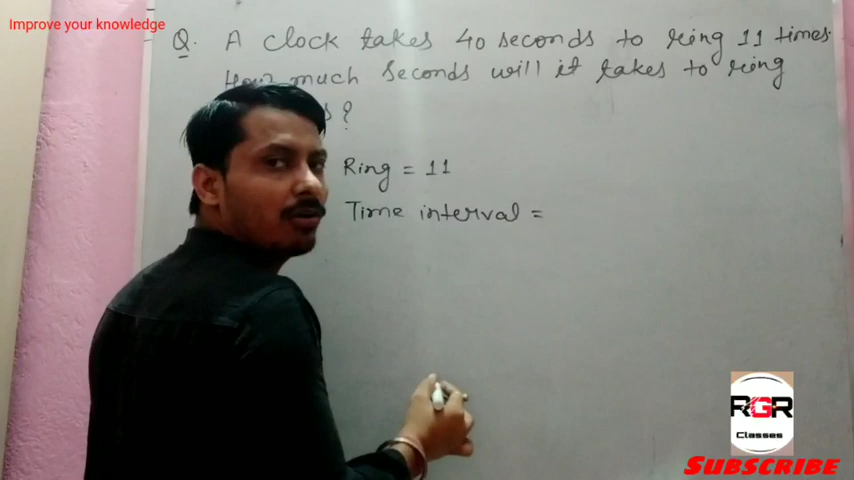 Improve your knowledge
Q. A clock takes 40 seconds to ring 11 times.
How much seconds will it takes to ring
?
Ring = 11
Time interval =
RGR
Classes
SUBSCRIBE